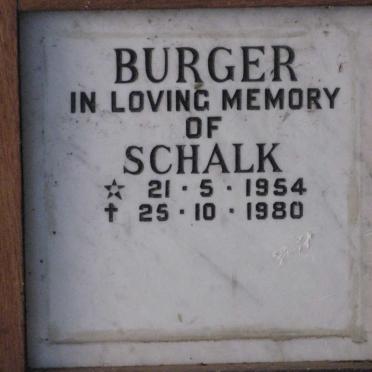 BURGER
IN LOVING MEMORY
OF
SCHALK
☆ 21·5·1954
✝ 25·10·1980